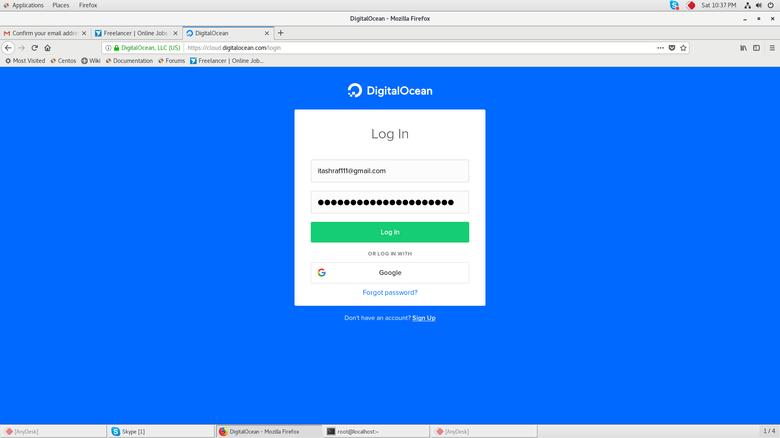 Applications Places Firefox Sat 10:37 PM
DigitalOcean - Mozilla Firefox
Confirm your email addre Freelancer | Online Jobs DigitalOcean
DigitalOcean, LLC (US) https://cloud.digitalocean.com/login
Most Visited Centos Wiki Documentation Forums Freelancer | Online Job...
DigitalOcean
Log In
itashraf111@gmail.com
Log In
OR LOG IN WITH
Google
Forgot password?
Don't have an account? Sign Up
[AnyDesk] Skype [1] DigitalOcean - Mozilla Firefox root@localhost:~ [AnyDesk] 1 / 4